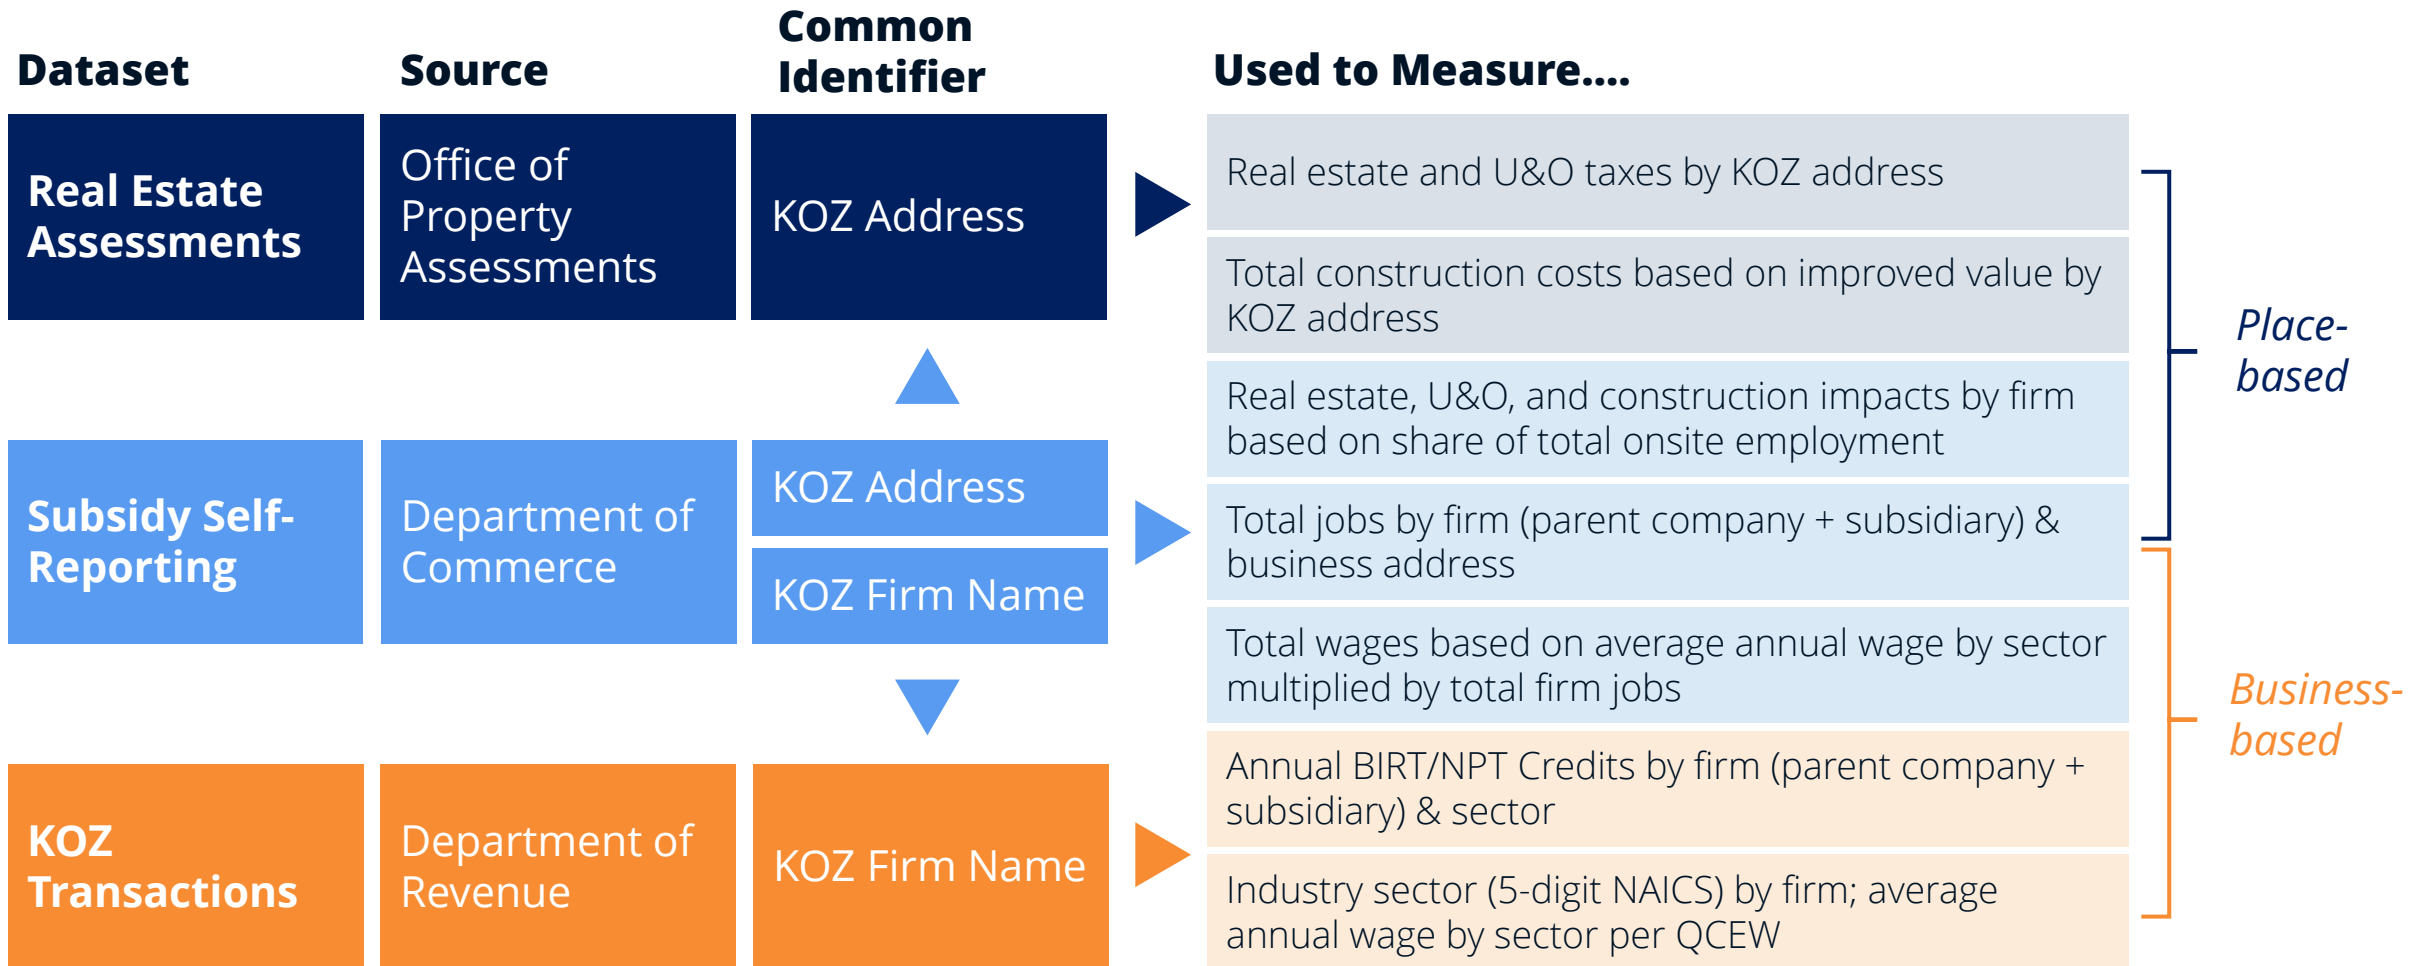 Dataset
Source
Common
Identifier
Used to Measure....
Real Estate
Assessments
Office of
Property
Assessments
KOZ Address
Real estate and U&O taxes by KOZ address
Total construction costs based on improved value by
KOZ address
Real estate, U&O, and construction impacts by firm
based on share of total onsite employment
Place-
based
Subsidy Self-
Reporting
Department of
Commerce
KOZ Address
KOZ Firm Name
Total jobs by firm (parent company + subsidiary) &
business address
Total wages based on average annual wage by sector
multiplied by total firm jobs
Business-
based
KOZ
Transactions
Department of
Revenue
KOZ Firm Name
Annual BIRT/NPT Credits by firm (parent company +
subsidiary) & sector
Industry sector (5-digit NAICS) by firm; average
annual wage by sector per QCEW